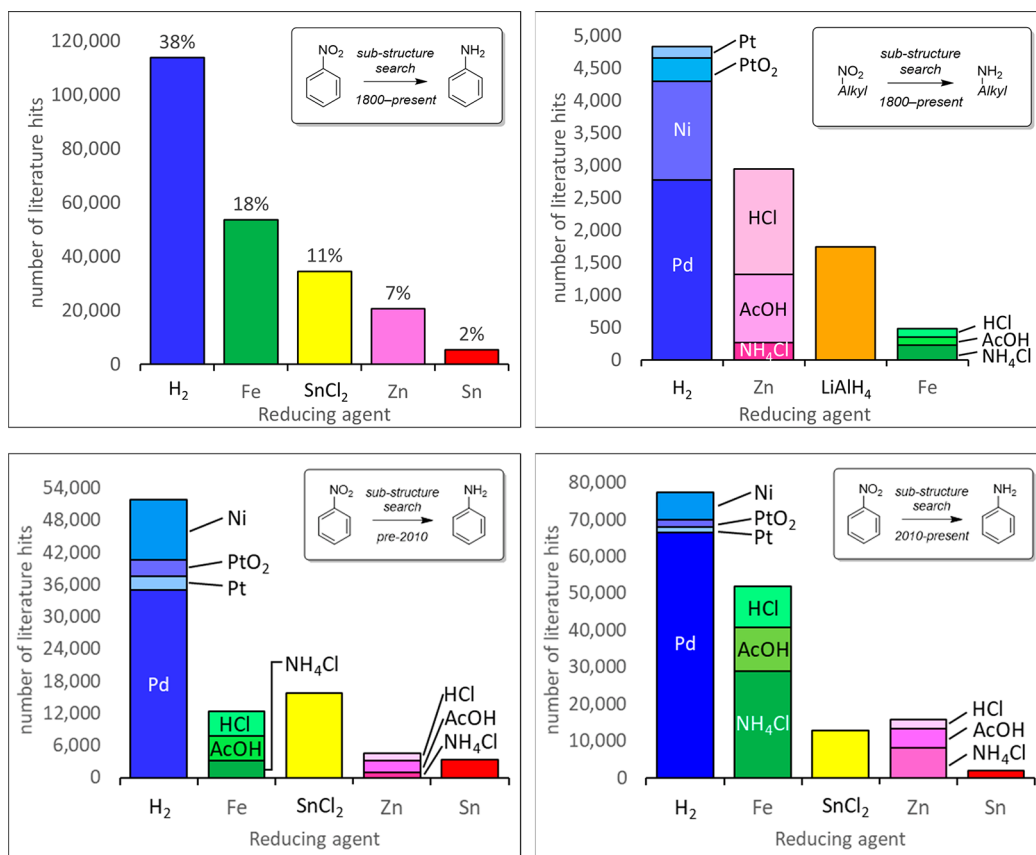 120,000
100,000
80,000
60,000
40,000
20,000
0
number of literature hits
38%
18%
11%
7%
2%
NO₂
sub-structure
search
1800–present
NH₂
H₂
Fe
SnCl₂
Zn
Sn
Reducing agent
5,000
4,500
4,000
3,500
3,000
2,500
2,000
1,500
1,000
500
0
number of literature hits
Pt
PtO₂
Ni
Pd
HCl
AcOH
NH₄Cl
HCl
AcOH
NH₄Cl
NO₂
Alkyl
sub-structure
search
1800–present
NH₂
Alkyl
H₂
Zn
LiAlH₄
Fe
Reducing agent
54,000
48,000
42,000
36,000
30,000
24,000
18,000
12,000
6,000
0
number of literature hits
Ni
PtO₂
Pt
Pd
NH₄Cl
HCl
AcOH
HCl
AcOH
NH₄Cl
NO₂
sub-structure
search
pre-2010
NH₂
H₂
Fe
SnCl₂
Zn
Sn
Reducing agent
80,000
70,000
60,000
50,000
40,000
30,000
20,000
10,000
0
number of literature hits
Ni
PtO₂
Pt
Pd
HCl
AcOH
NH₄Cl
HCl
AcOH
NH₄Cl
NO₂
sub-structure
search
2010-present
NH₂
H₂
Fe
SnCl₂
Zn
Sn
Reducing agent